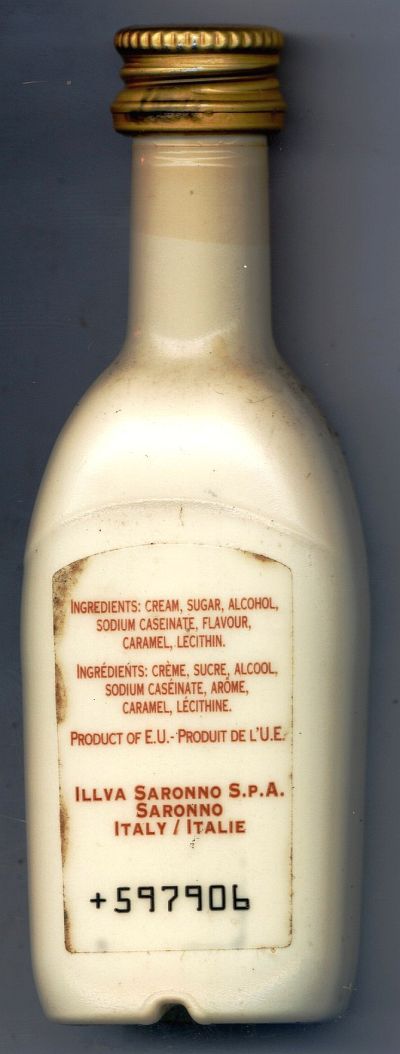 INGREDIENTS: CREAM, SUGAR, ALCOHOL,
SODIUM CASEINATE, FLAVOUR,
CARAMEL, LECITHIN.
INGRÉDIENTS: CRÈME, SUCRE, ALCOOL,
SODIUM CASÉINATE, ARÔME,
CARAMEL, LÉCITHINE.
PRODUCT OF E.U.- PRODUIT DE L'U.E.
ILLVA SARONNO S.P.A.
SARONNO
ITALY / ITALIE
+597906